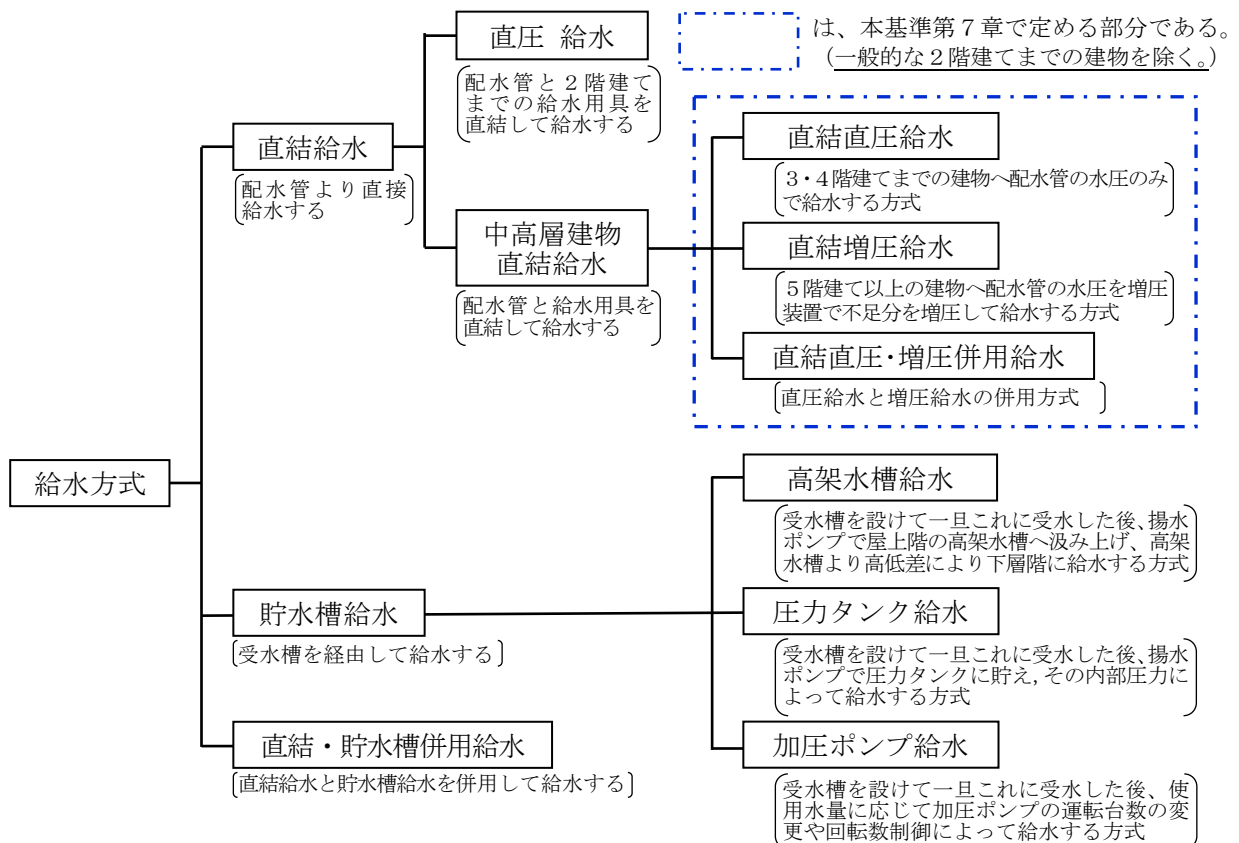 は、本基準第７章で定める部分である。
(一般的な２階建てまでの建物を除く。)
給水方式
直結給水
配水管より直接
給水する
直圧 給水
配水管と２階建て
までの給水用具を
直結して給水する
中高層建物
直結給水
配水管と給水用具を
直結して給水する
直結直圧給水
３・４階建てまでの建物へ配水管の水圧のみ
で給水する方式
直結増圧給水
５階建て以上の建物へ配水管の水圧を増圧
装置で不足分を増圧して給水する方式
直結直圧・増圧併用給水
直圧給水と増圧給水の併用方式
貯水槽給水
〔受水槽を経由して給水する〕
高架水槽給水
受水槽を設けて一旦これに受水した後、揚水
ポンプで屋上階の高架水槽へ汲み上げ、高架
水槽より高低差により下層階に給水する方式
圧力タンク給水
受水槽を設けて一旦これに受水した後、揚水
ポンプで圧力タンクに貯え,その内部圧力に
よって給水する方式
加圧ポンプ給水
受水槽を設けて一旦これに受水した後、使
用水量に応じて加圧ポンプの運転台数の変
更や回転数制御によって給水する方式
直結・貯水槽併用給水
〔直結給水と貯水槽給水を併用して給水する〕